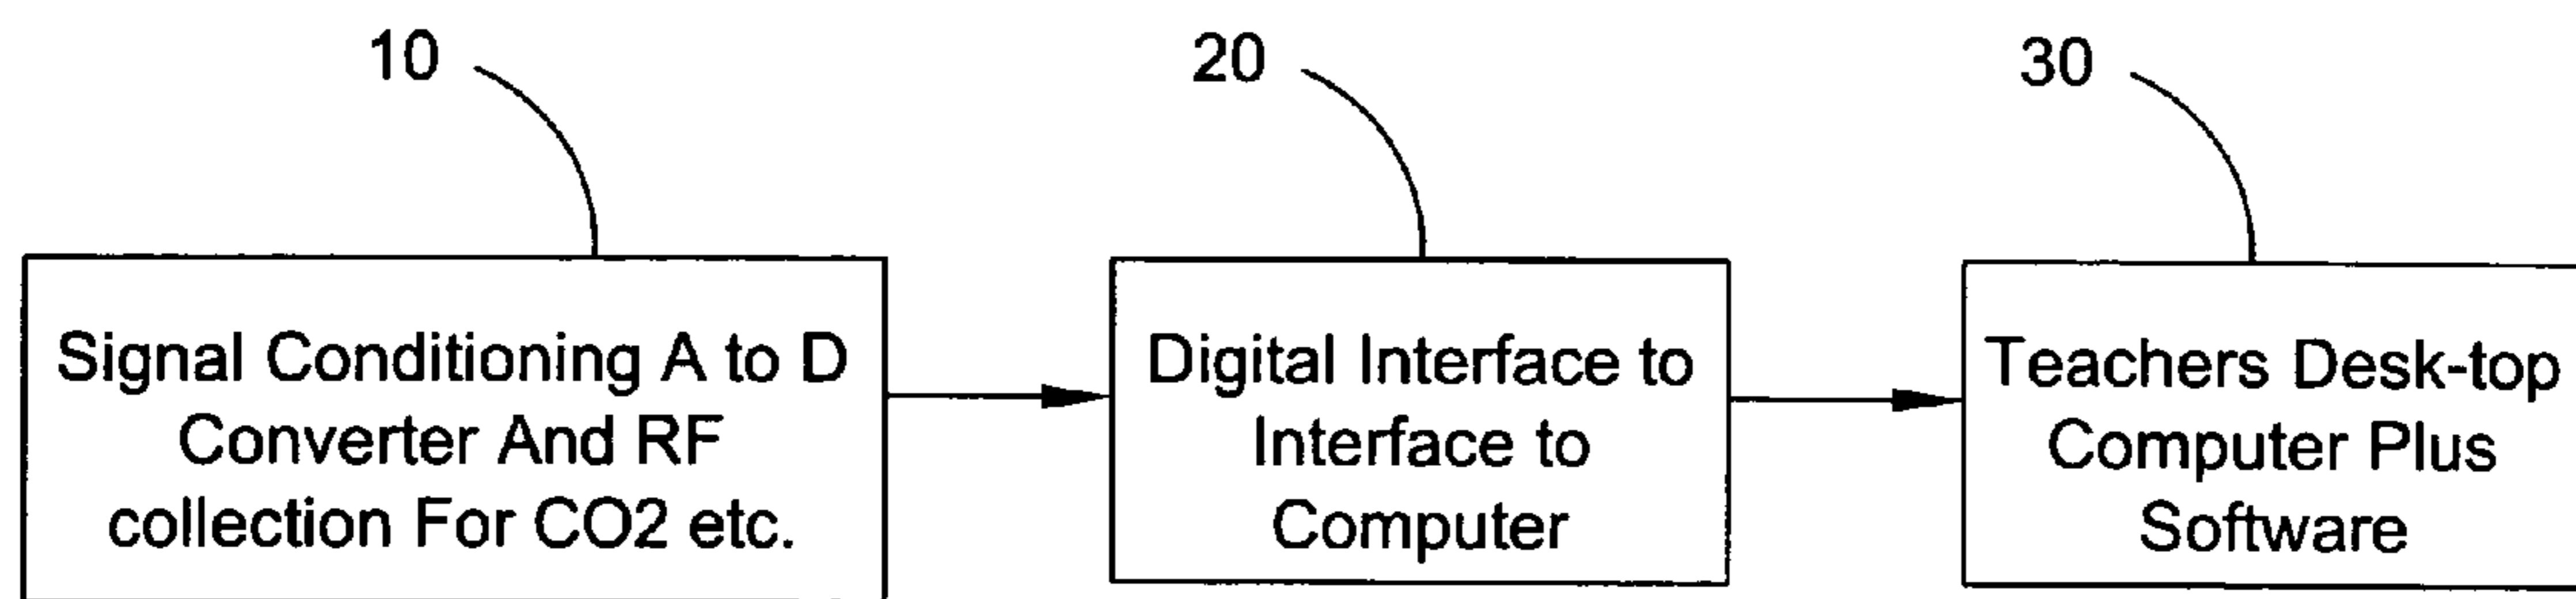 10
20
30
Signal Conditioning A to D
Converter And RF
collection For CO2 etc.
Digital Interface to
Interface to
Computer
Teachers Desk-top
Computer Plus
Software